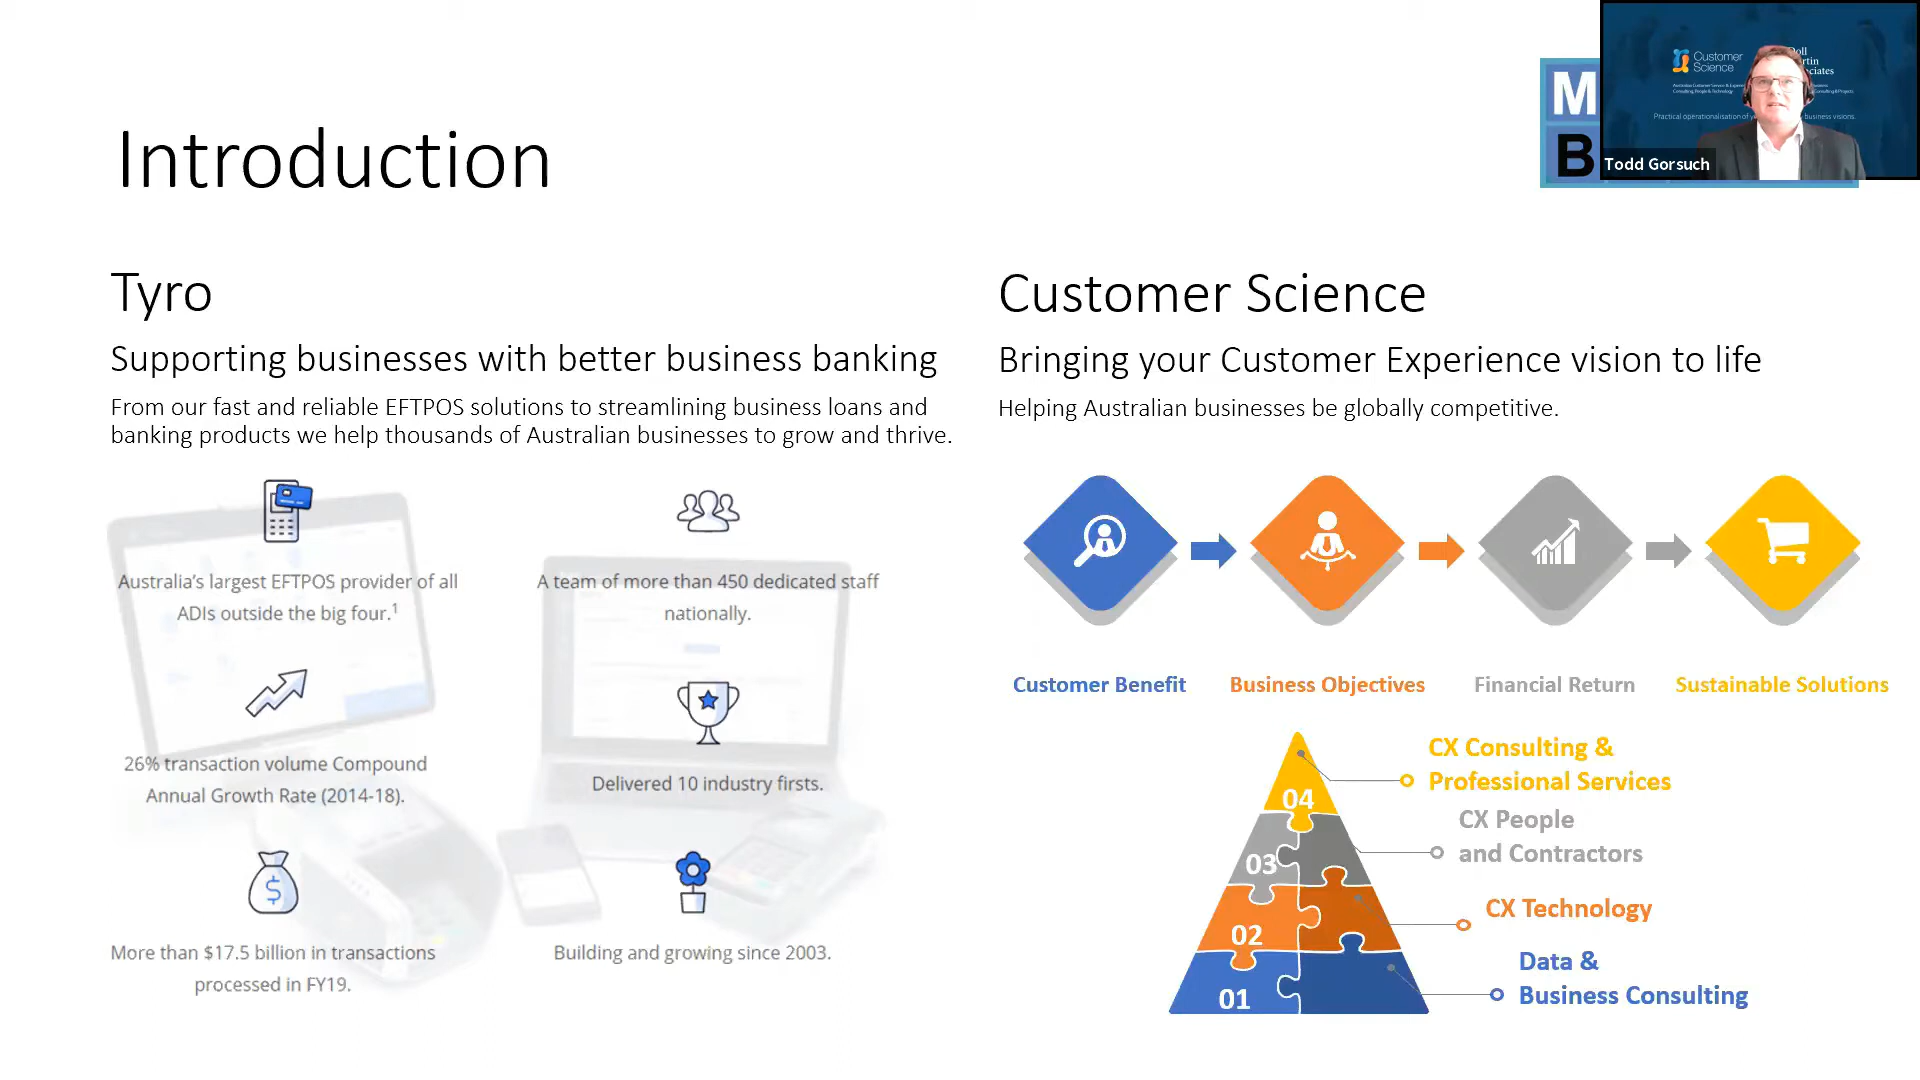 Introduction
M
B
Customer
Science
Todd Gorsuch
Tyro
Supporting businesses with better business banking
From our fast and reliable EFTPOS solutions to streamlining business loans and
banking products we help thousands of Australian businesses to grow and thrive.
Australia's largest EFTPOS provider of all
ADIs outside the big four.¹
A team of more than 450 dedicated staff
nationally.
26% transaction volume Compound
Annual Growth Rate (2014-18).
Delivered 10 industry firsts.
More than $17.5 billion in transactions
processed in FY19.
Building and growing since 2003.
Customer Science
Bringing your Customer Experience vision to life
Helping Australian businesses be globally competitive.
Customer Benefit
Business Objectives
Financial Return
Sustainable Solutions
04
CX Consulting &
Professional Services
03
CX People
and Contractors
02
CX Technology
01
Data &
Business Consulting